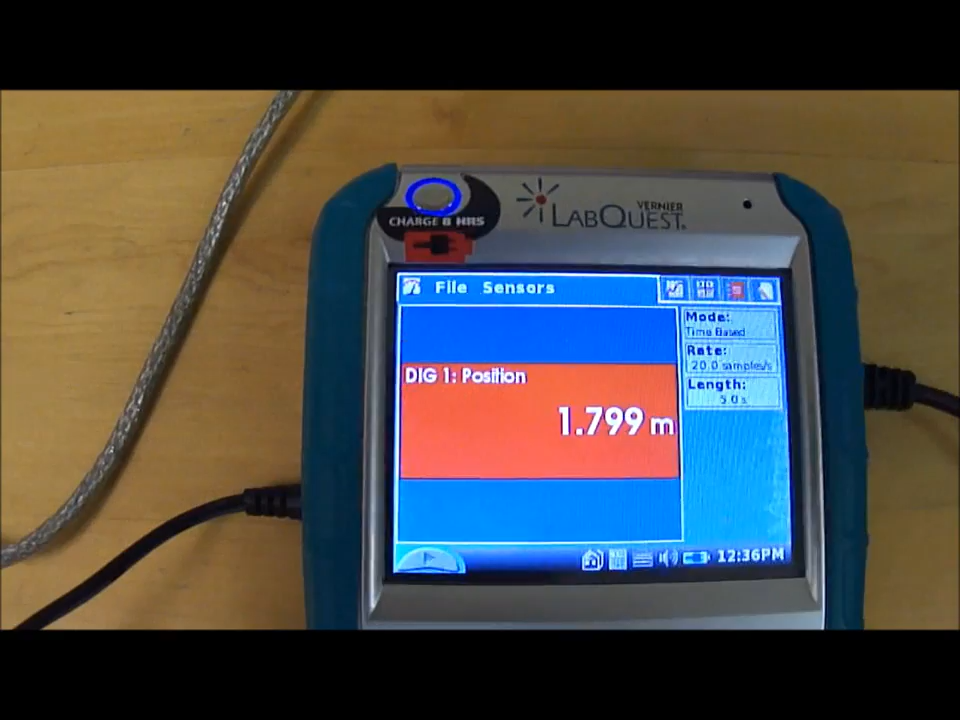 CHARGE 8 HRS
VERNIER
LABQUEST
File Sensors
Mode:
Time Based
Rate:
20.0 samples/s
Length:
5.0 s
DIG 1: Position
1.799 m
12:36PM